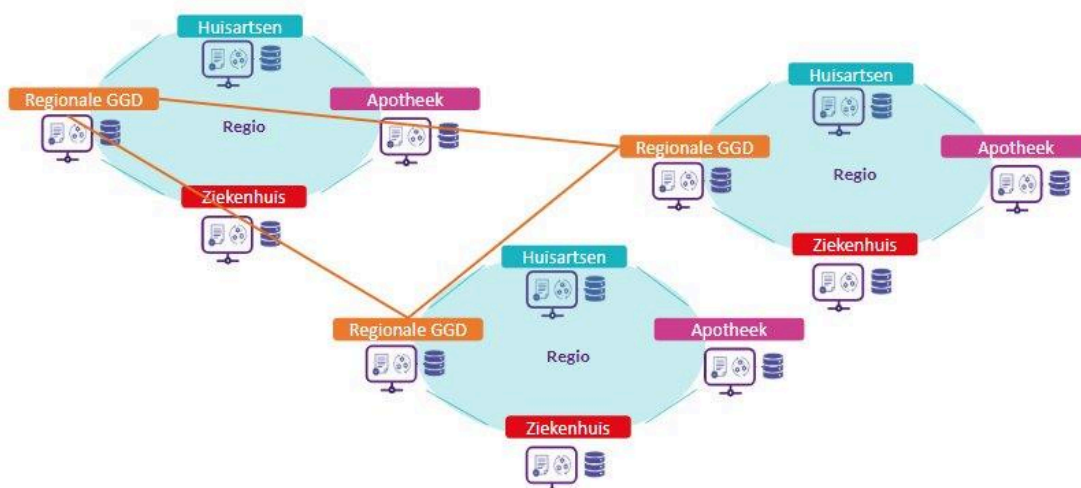 Huisartsen
Regionale GGD
Apotheek
Regio
Ziekenhuis
Huisartsen
Regionale GGD
Apotheek
Regio
Ziekenhuis
Huisartsen
Regionale GGD
Apotheek
Regio
Ziekenhuis